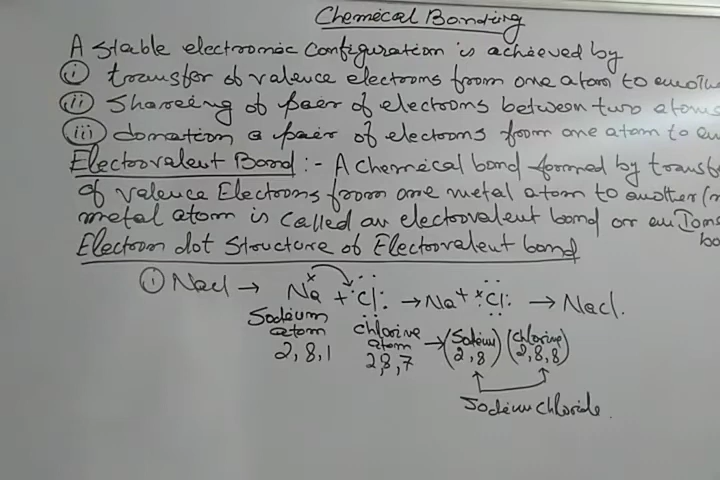 Chemical Bonding
A stable electronic configuration is achieved by
(i) transfer of valence electrons from one atom to anothe
(ii) Shareing of pair of electrons between two atoms
(iii) donation a pair of electrons from one atom to an
Electrovalent Bond :- A chemical bond formed by transf
of valence Electrons from one metal atom to another (n
metal atom is called an electrovalent bond or an Ions
bo
Electron dot Structure of Electrovalent bond
(i) Nacl → Na + Cl → Na+ Cl → Nacl.
Sodium atom chlorine atom → (Sodium 2,8) (chlorine 2,8,8)
2,8,1 2,8,7
Sodium chloride.